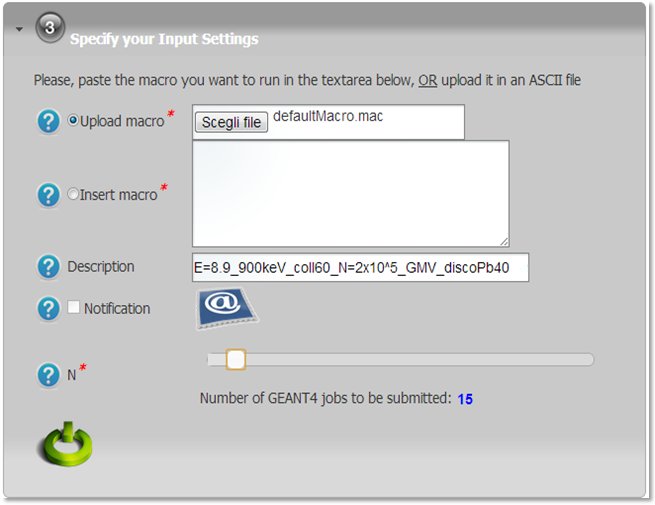 3
Specify your Input Settings
Please, paste the macro you want to run in the textarea below, OR upload it in an ASCII file
? Upload macro * Scegli file defaultMacro.mac
? Insert macro *
? Description E=8.9_900keV_coll60_N=2x10^5_GMV_discoPb40
? Notification @
? N *
Number of GEANT4 jobs to be submitted: 15